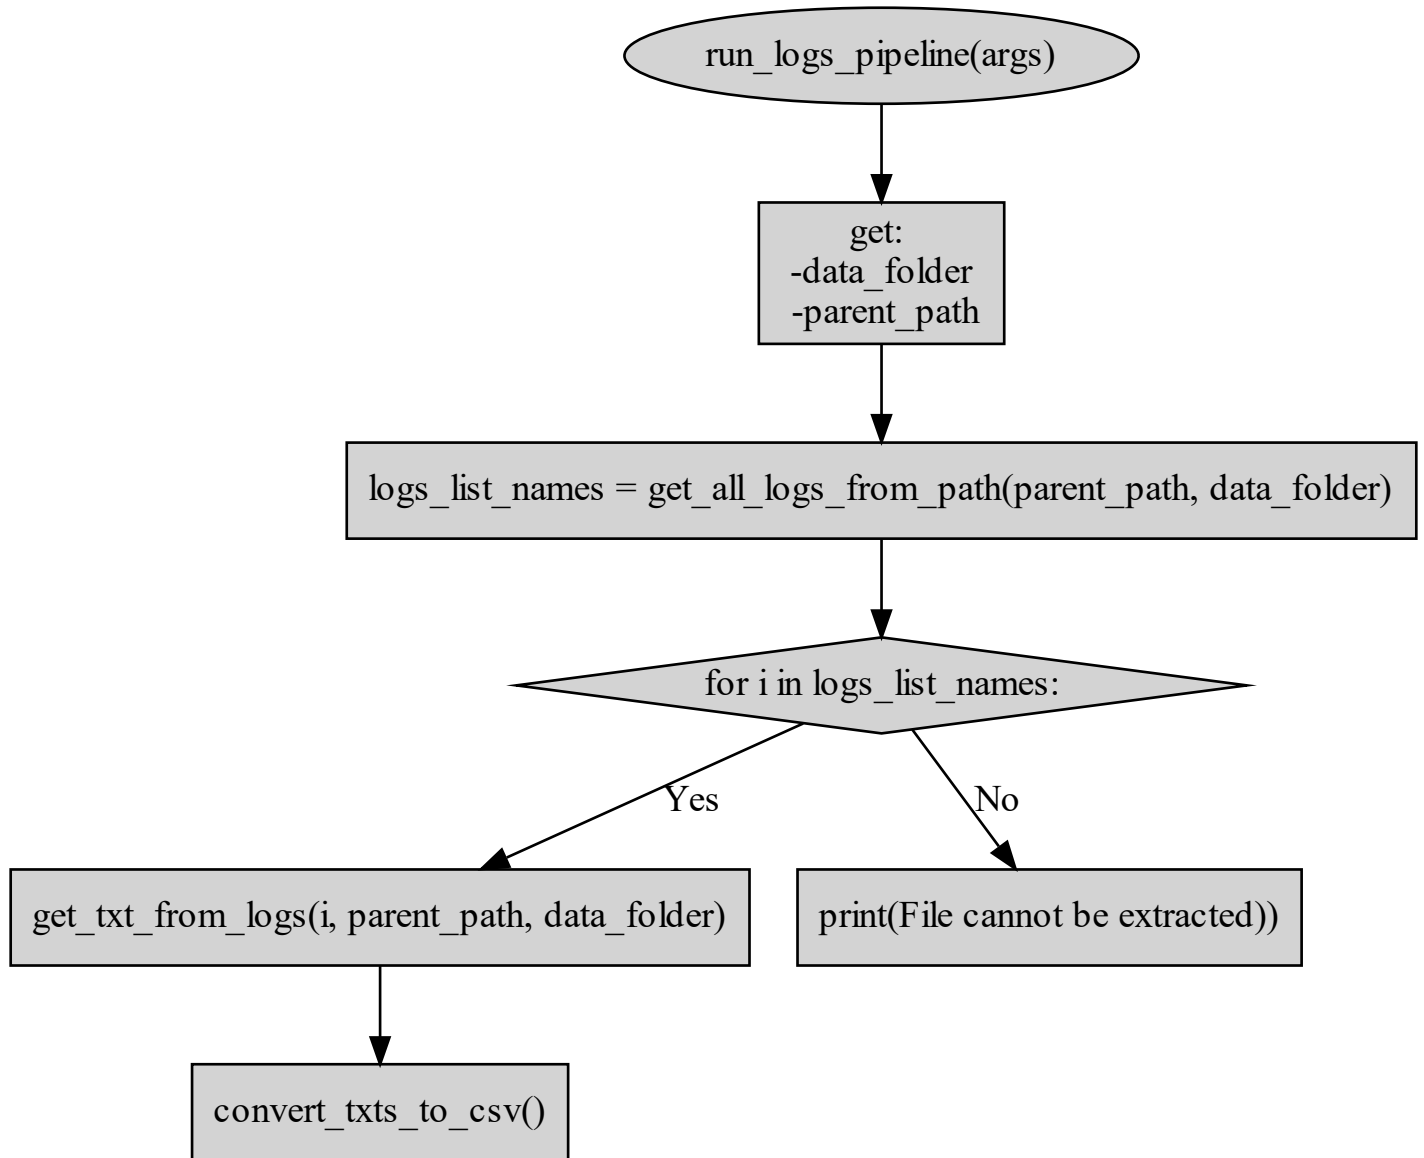 run_logs_pipeline(args)
get:
-data_folder
-parent_path
logs_list_names = get_all_logs_from_path(parent_path, data_folder)
for i in logs_list_names:
Yes
No
get_txt_from_logs(i, parent_path, data_folder)
print(File cannot be extracted))
convert_txts_to_csv()